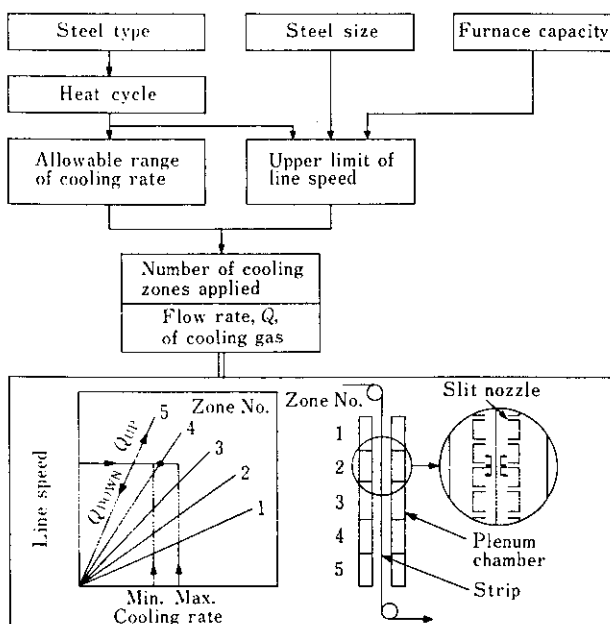 Steel type
Steel size
Furnace capacity
Heat cycle
Allowable range
of cooling rate
Upper limit of
line speed
Number of cooling
zones applied
Flow rate, Q,
of cooling gas
Slit nozzle
Zone No.
Zone No.
5
4
3
2
1
QUP
QDOWN
Line speed
Min. Max.
Cooling rate
1
2
3
4
5
Plenum
chamber
Strip